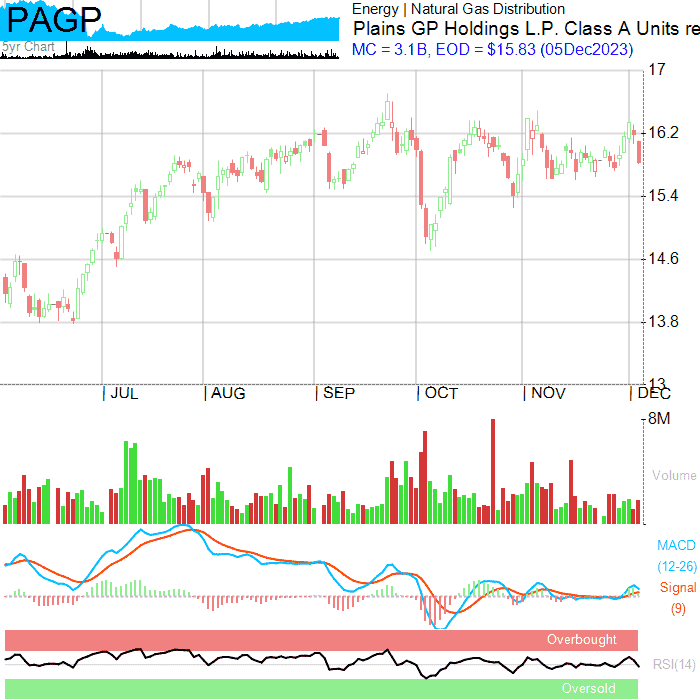 PAGP
Energy | Natural Gas Distribution
Plains GP Holdings L.P. Class A Units re
5yr Chart
MC = 3.1B, EOD = $15.83 (05Dec2023)
17
16.2
15.4
14.6
13.8
13
| JUL | AUG | SEP | OCT | NOV | DEC
8M
Volume
MACD
(12-26)
Signal
(9)
Overbought
RSI(14)
Oversold